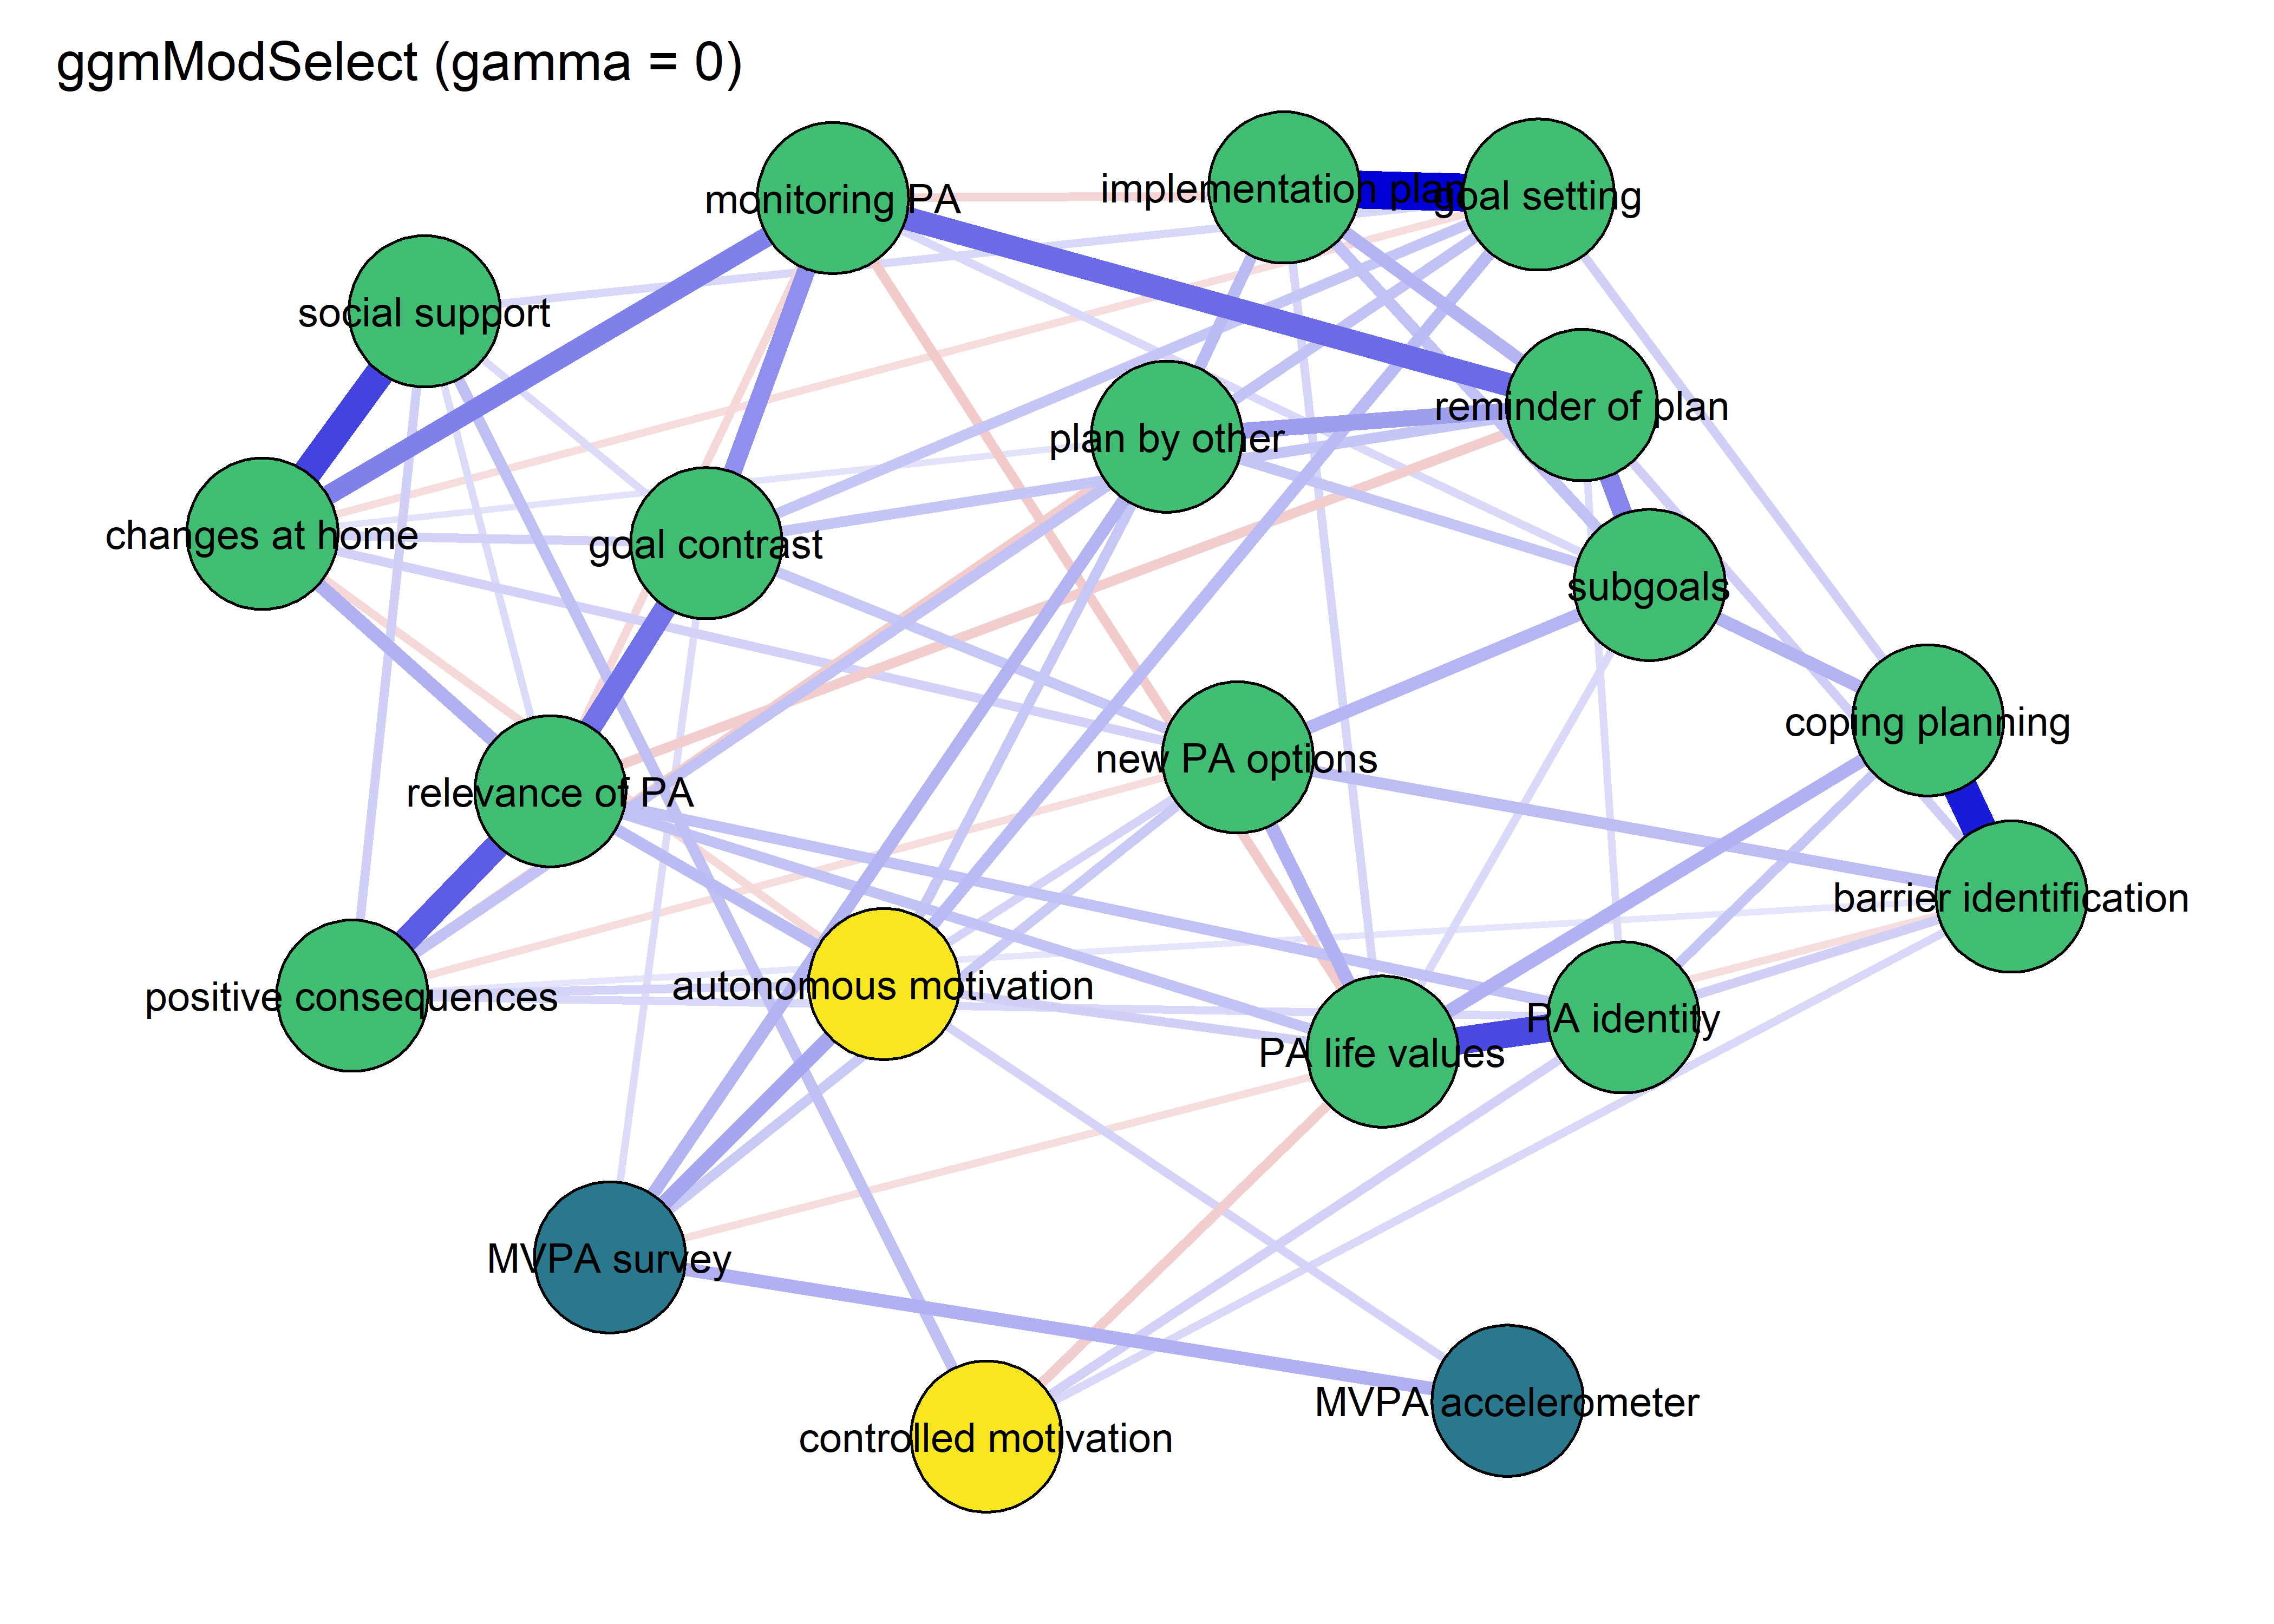 ggmModSelect (gamma = 0)
monitoring PA
implementation plan
goal setting
social support
reminder of plan
plan by other
changes at home
goal contrast
subgoals
coping planning
new PA options
relevance of PA
barrier identification
autonomous motivation
positive consequences
PA identity
PA life values
MVPA survey
MVPA accelerometer
controlled motivation